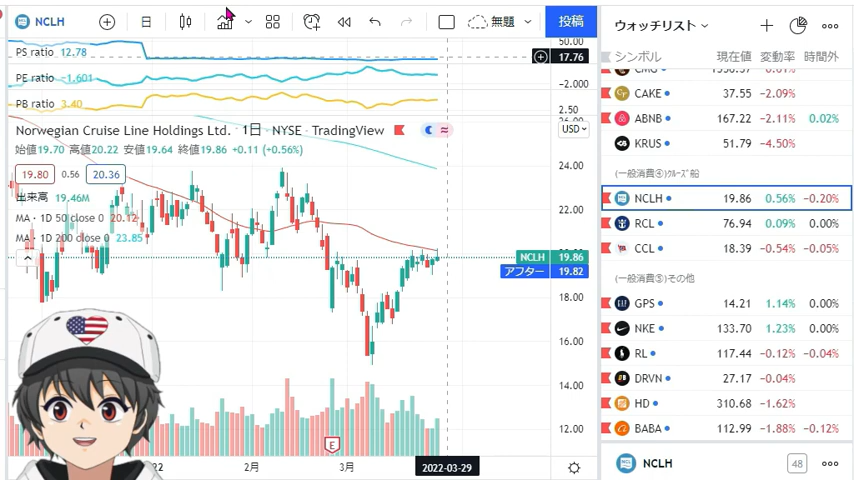 NCLH
日
無題
投稿
PS ratio 12.78
50.00
17.76
PE ratio -1.601
-2.000
PB ratio 3.40
2.50
Norwegian Cruise Line Holdings Ltd. · 1日 · NYSE · TradingView
USD
始値19.70 高値20.22 安値19.64 終値19.86 +0.11 (+0.56%)
24.00
19.80 0.56 20.36
出来高 19.46M
22.00
MA · 1D 50 close 0 20.12
MA · 1D 200 close 0 23.85
NCLH 19.86
アフター 19.82
18.00
16.00
14.00
12.00
E
22 2月 3月 2022-03-29
ウォッチリスト
シンボル 現在値 変動率 時間外
CAKE 37.55 -2.09%
ABNB 167.22 -2.11% 0.02%
KRUS 51.79 -4.50%
(一般消費④)クルーズ船
NCLH 19.86 0.56% -0.20%
RCL 76.94 0.09% 0.00%
CCL 18.39 -0.54% -0.05%
(一般消費⑤)その他
GPS 14.21 1.14% 0.00%
NKE 133.70 1.23% 0.00%
RL 117.44 -0.12% -0.04%
DRVN 27.17 -0.04%
HD 310.68 -1.62%
BABA 112.99 -1.88% -0.12%
NCLH 48